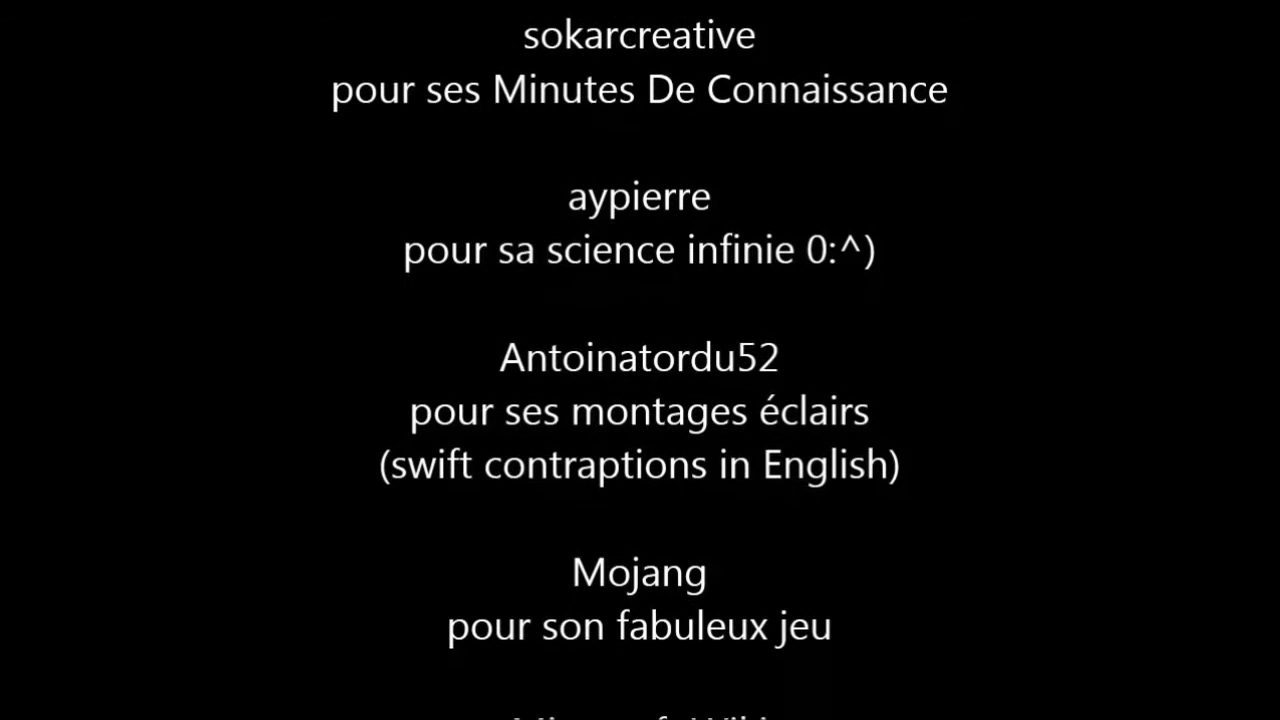 sokarcreative
pour ses Minutes De Connaissance
aypierre
pour sa science infinie 0:^)
Antoinatordu52
pour ses montages éclairs
(swift contraptions in English)
Mojang
pour son fabuleux jeu